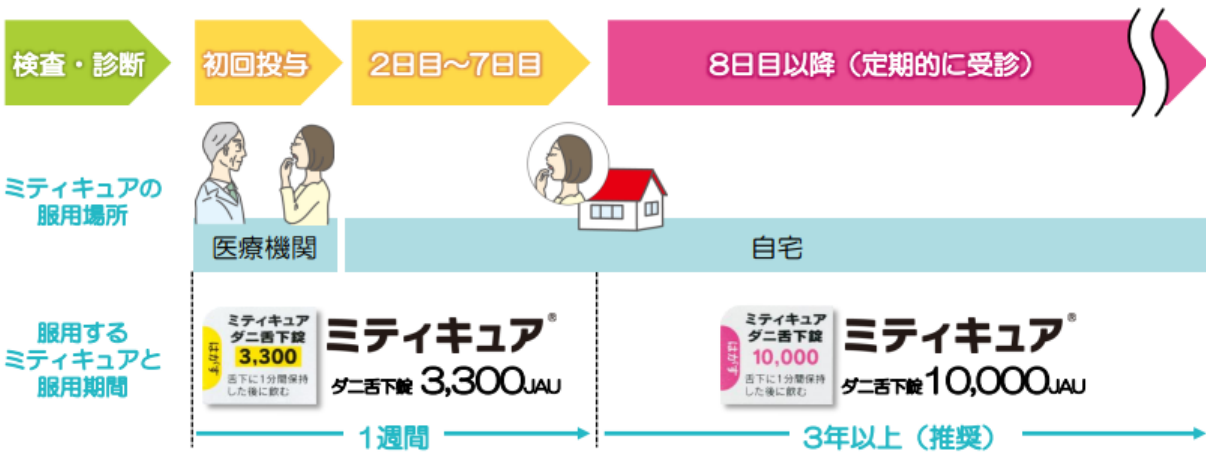 検査・診断
初回投与
2日目～7日目
8日目以降（定期的に受診）
ミティキュアの
服用場所
医療機関
自宅
服用する
ミティキュアと
服用期間
はがす
ミティキュア
ダニ舌下錠
3,300
舌下に1分間保持
した後に飲む
ミティキュア®
ダニ舌下錠 3,300JAU
はがす
ミティキュア
ダニ舌下錠
10,000
舌下に1分間保持
した後に飲む
ミティキュア®
ダニ舌下錠 10,000JAU
1週間
3年以上（推奨）